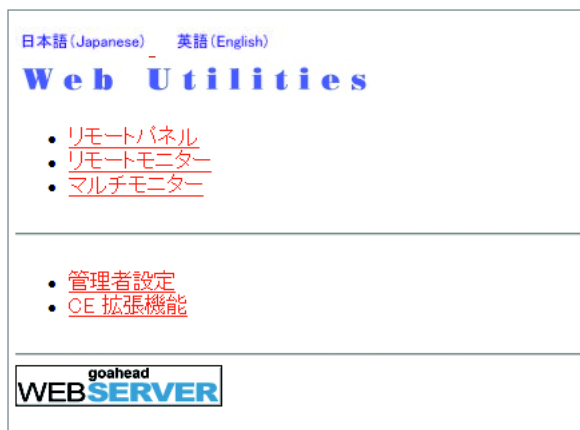 日本語(Japanese) 英語(English)
Web Utilities
リモートパネル
リモートモニター
マルチモニター
管理者設定
CE 拡張機能
goahead
WEBSERVER